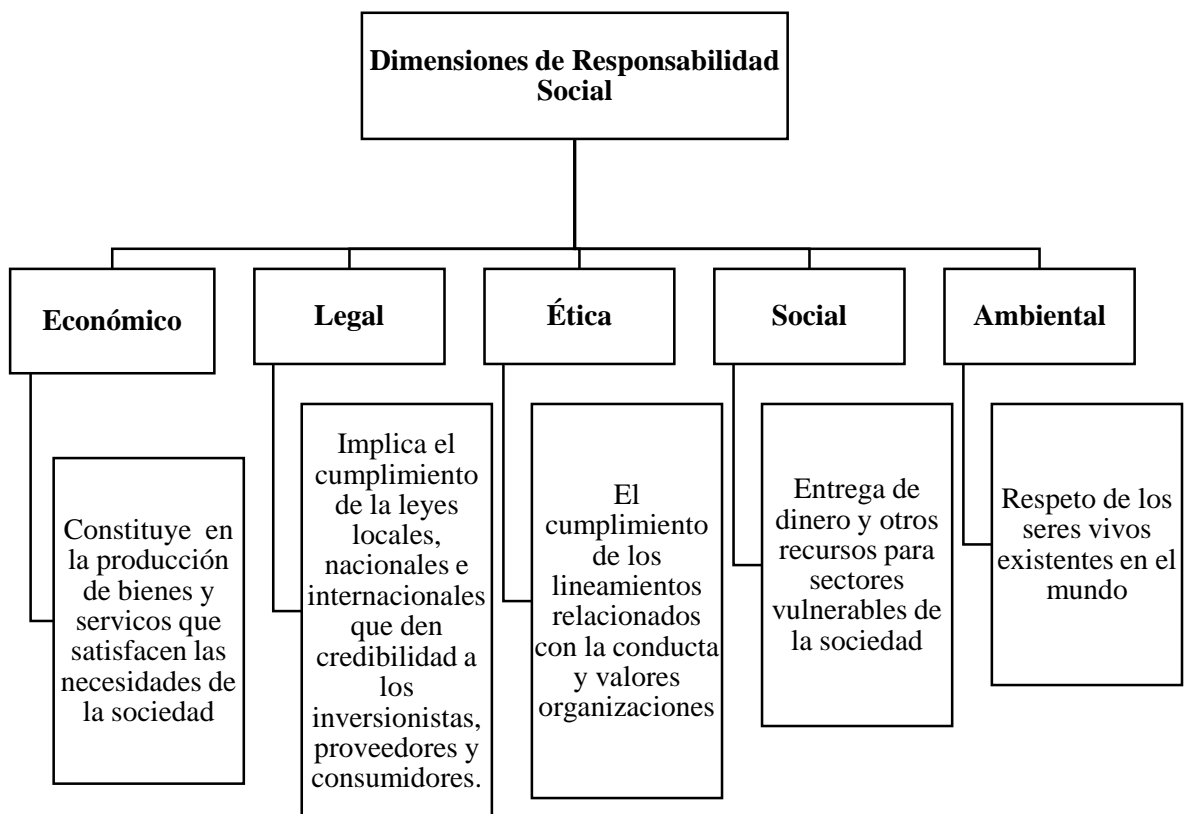 Dimensiones de Responsabilidad
Social
Económico
Legal
Ética
Social
Ambiental
Constituye en
la producción
de bienes y
servicos que
satisfacen las
necesidades de
la sociedad
Implica el
cumplimiento
de la leyes
locales,
nacionales e
internacionales
que den
credibilidad a
los
inversionistas,
proveedores y
consumidores.
El
cumplimiento
de los
lineamientos
relacionados
con la conducta
y valores
organizaciones
Entrega de
dinero y otros
recursos para
sectores
vulnerables de
la sociedad
Respeto de los
seres vivos
existentes en el
mundo